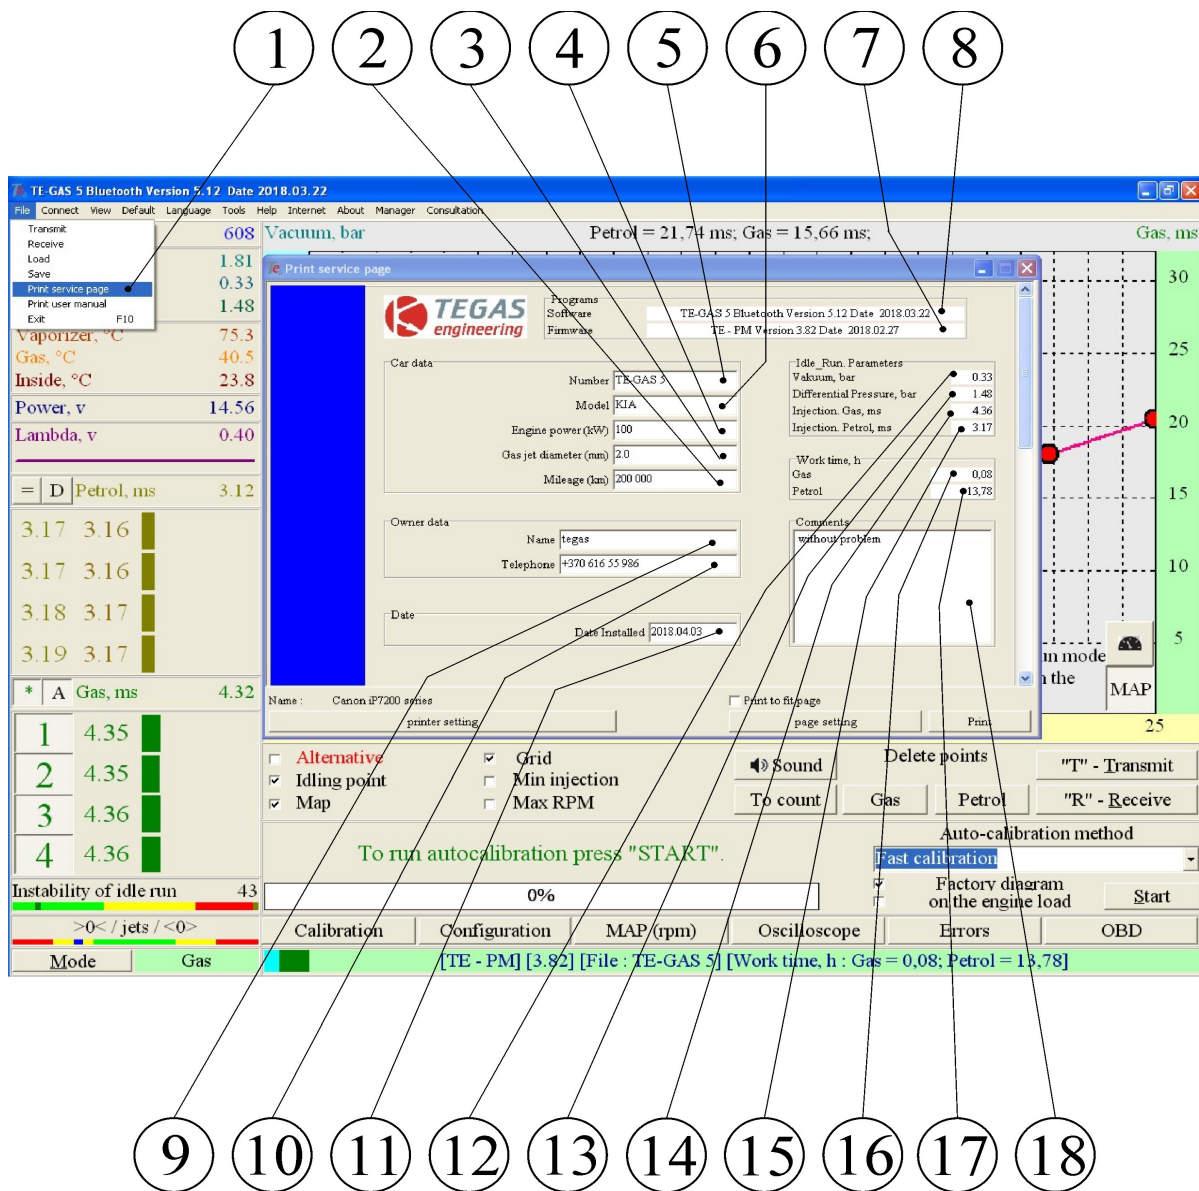 1 2 3 4 5 6 7 8
TE-GAS 5 Bluetooth Version 5.12 Date 2018.03.22
File Connect View Default Language Tools Help Internet About Manager Consultation
Transmit
Receive
Load
Save
Print service page
Print user manual
Exit F10
608
1.81
0.33
1.48
Vaporizer, °C 75.3
Gas, °C 40.5
Inside, °C 23.8
Power, v 14.56
Lambda, v 0.40
= D Petrol, ms 3.12
3.17 3.16
3.17 3.16
3.18 3.17
3.19 3.17
* A Gas, ms 4.32
1 4.35
2 4.35
3 4.36
4 4.36
Instability of idle run 43
>0< / jets / <0>
Mode Gas
Vacuum, bar Petrol = 21,74 ms; Gas = 15,66 ms; Gas, ms
30
25
20
15
10
5
25
MAP
Print service page
TEGAS
engineering
Programs
Software TE-GAS 5 Bluetooth Version 5.12 Date 2018.03.22
Firmware TE - PM Version 3.82 Date 2018.02.27
Car data
Number TE-GAS 5
Model KIA
Engine power (kW) 100
Gas jet diameter (mm) 2.0
Mileage (km) 200 000
Idle_Run. Parameters
Vakuum, bar 0.33
Differential Pressure, bar 1.48
Injection. Gas, ms 4.36
Injection. Petrol, ms 3.17
Work time, h
Gas 0,08
Petrol 13,78
Owner data
Name tegas
Telephone +370 616 55 986
Comments
without problem
Date
Date Installed 2018.04.03
un mode
the
Name : Canon iP7200 series Print to fit page
printer setting page setting Print
Alternative Grid
Idling point Min injection
Map Max RPM
Sound Delete points "T" - Transmit
To count Gas Petrol "R" - Receive
Auto-calibration method
To run autocalibration press "START".
Fast calibration
Factory diagram
on the engine load
Start
0%
Calibration Configuration MAP (rpm) Oscilloscope Errors OBD
[TE - PM] [3.82] [File : TE-GAS 5] [Work time, h : Gas = 0,08; Petrol = 13,78]
9 10 11 12 13 14 15 16 17 18